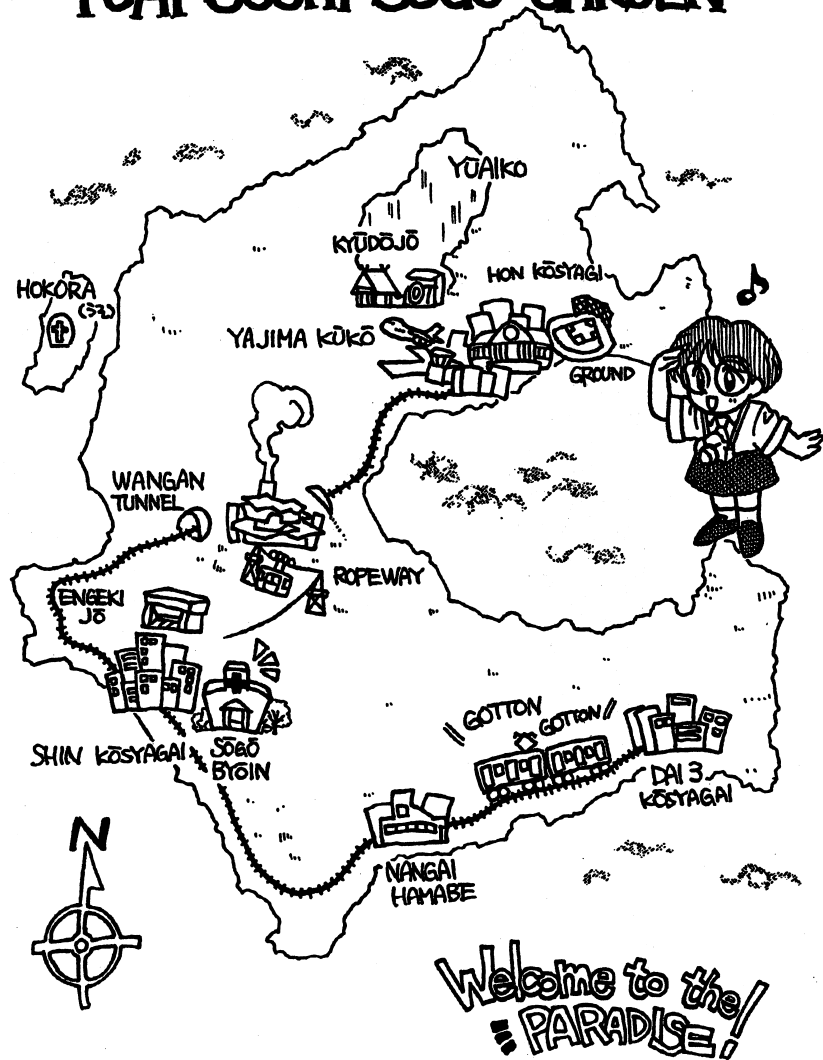 YŪAIKO
KYŪDŌJŌ
HON KŌSYAGI
HOKORA
YAJIMA KŪKŌ
GROUND
WANGAN
TUNNEL
ROPEWAY
ENGEKI
JŌ
GOTTON
GOTTON
SHIN KŌSYAGAI
SŌGŌ
BYŌIN
DAI 3
KŌSYAGAI
NANGAI
HAMABE
N
Welcome to the
PARADISE!